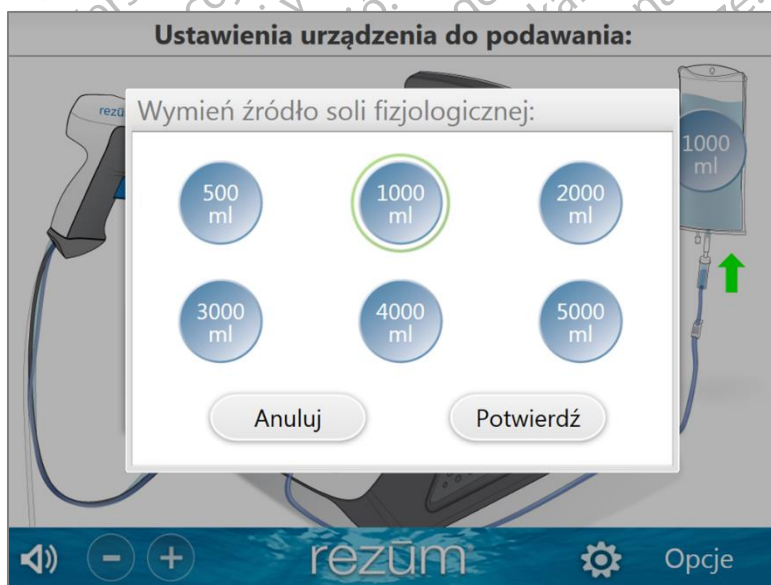 Ustawienia urządzenia do podawania:
rezū
Wymień źródło soli fizjologicznej:
1000
ml
500
ml
1000
ml
2000
ml
3000
ml
4000
ml
5000
ml
Anuluj
Potwierdź
rezūm
Opcje